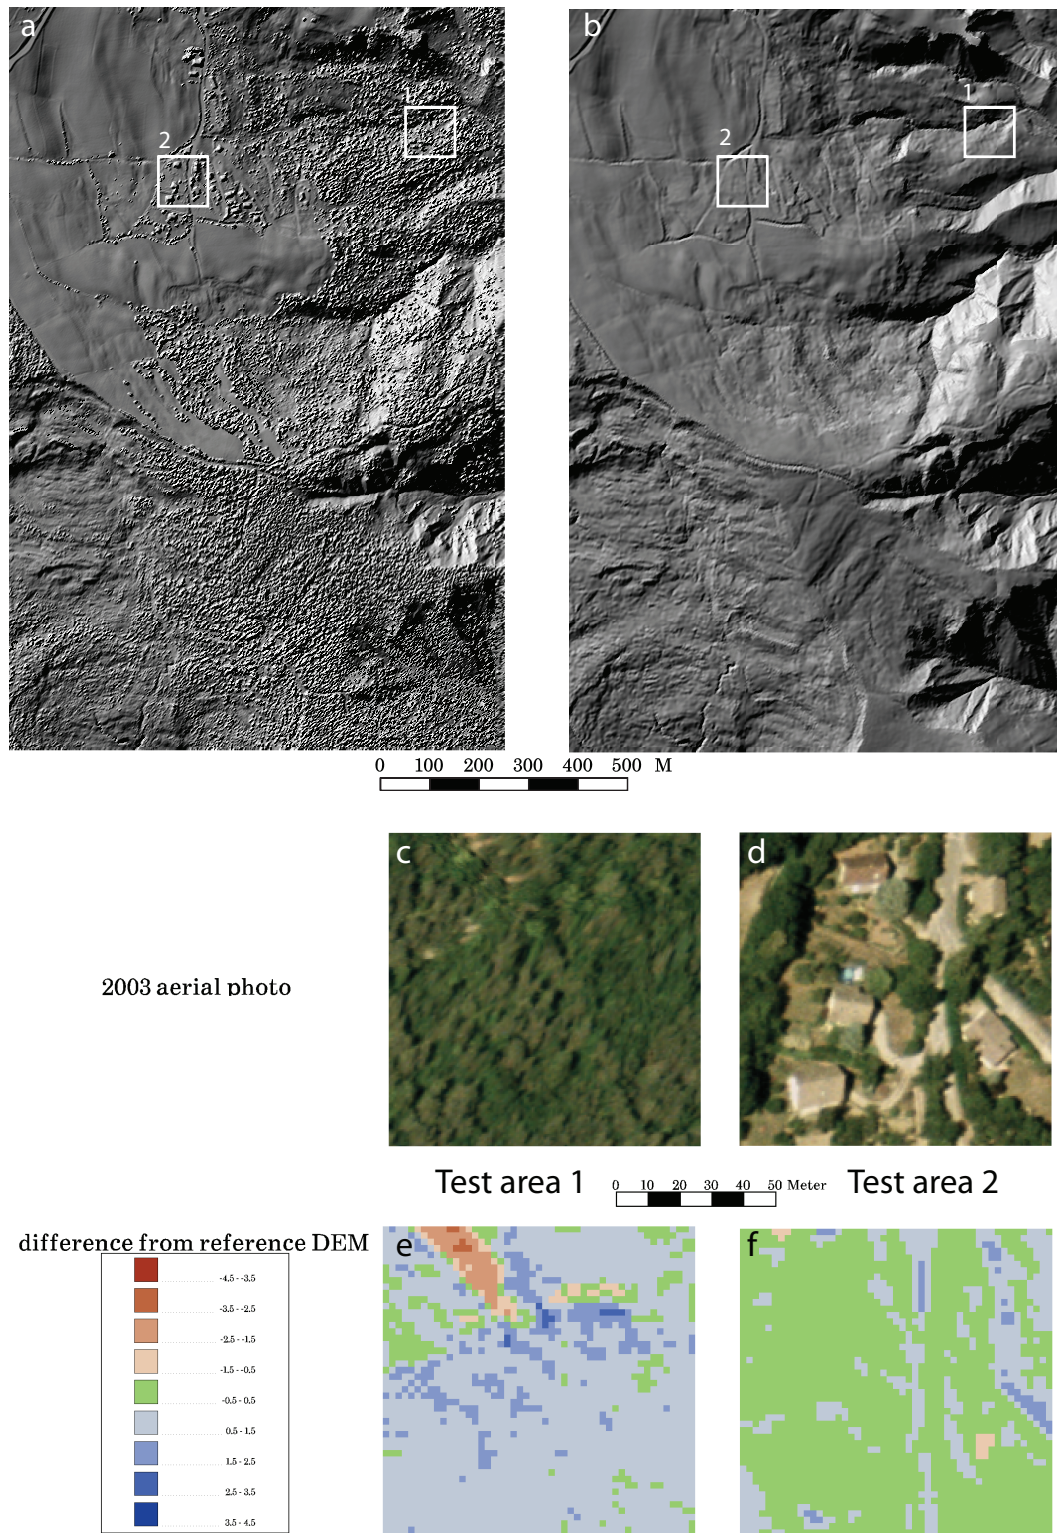 a
b
1
2
1
2
0 100 200 300 400 500 M
c
d
2003 aerial photo
Test area 1
0 10 20 30 40 50 Meter
Test area 2
difference from reference DEM
e
f
-4.5 - -3.5
-3.5 - -2.5
-2.5 - -1.5
-1.5 - -0.5
-0.5 - 0.5
0.5 - 1.5
1.5 - 2.5
2.5 - 3.5
3.5 - 4.5